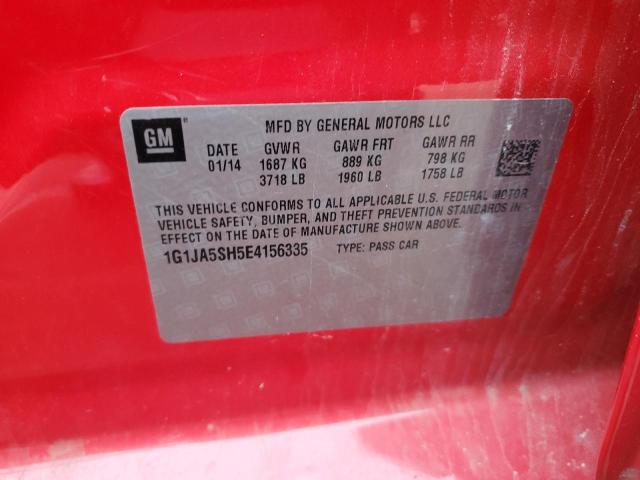 GM ®
MFD BY GENERAL MOTORS LLC
DATE GVWR GAWR FRT GAWR RR
01/14 1687 KG 889 KG 798 KG
3718 LB 1960 LB 1758 LB
THIS VEHICLE CONFORMS TO ALL APPLICABLE U.S. FEDERAL MOTOR
VEHICLE SAFETY, BUMPER, AND THEFT PREVENTION STANDARDS IN
EFFECT ON THE DATE OF MANUFACTURE SHOWN ABOVE.
1G1JA5SH5E4156335 TYPE: PASS CAR